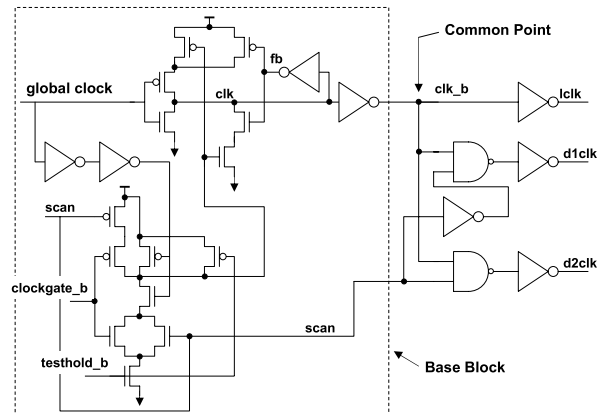 Common Point
fb
global clock
clk
clk_b
lclk
d1clk
scan
clockgate_b
d2clk
scan
testhold_b
Base Block